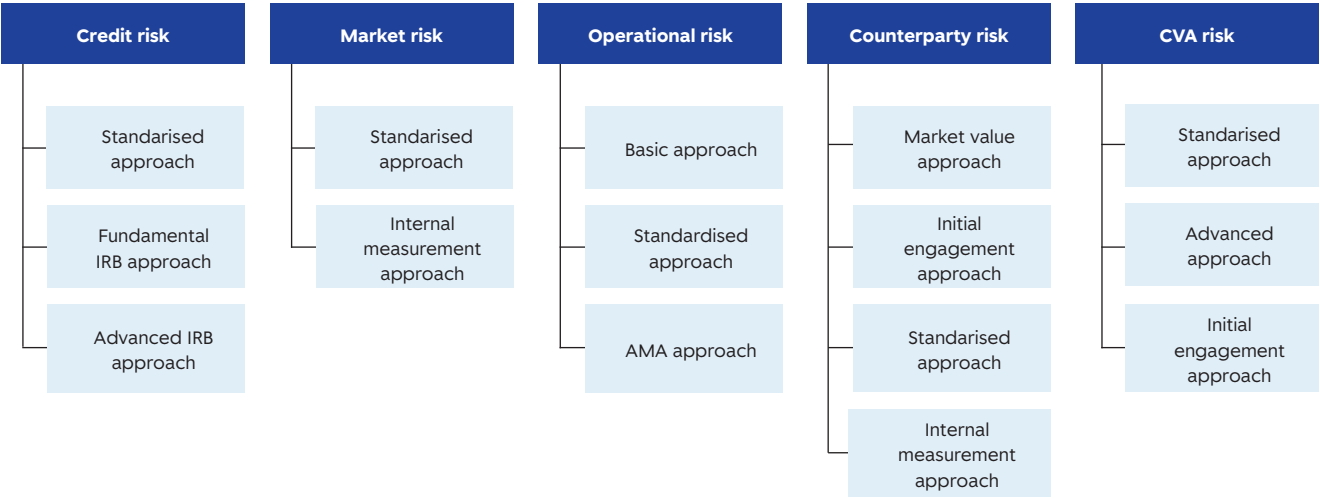 Credit risk
Standarised
approach
Fundamental
IRB approach
Advanced IRB
approach
Market risk
Standarised
approach
Internal
measurement
approach
Operational risk
Basic approach
Standardised
approach
AMA approach
Counterparty risk
Market value
approach
Initial
engagement
approach
Standarised
approach
Internal
measurement
approach
CVA risk
Standarised
approach
Advanced
approach
Initial
engagement
approach